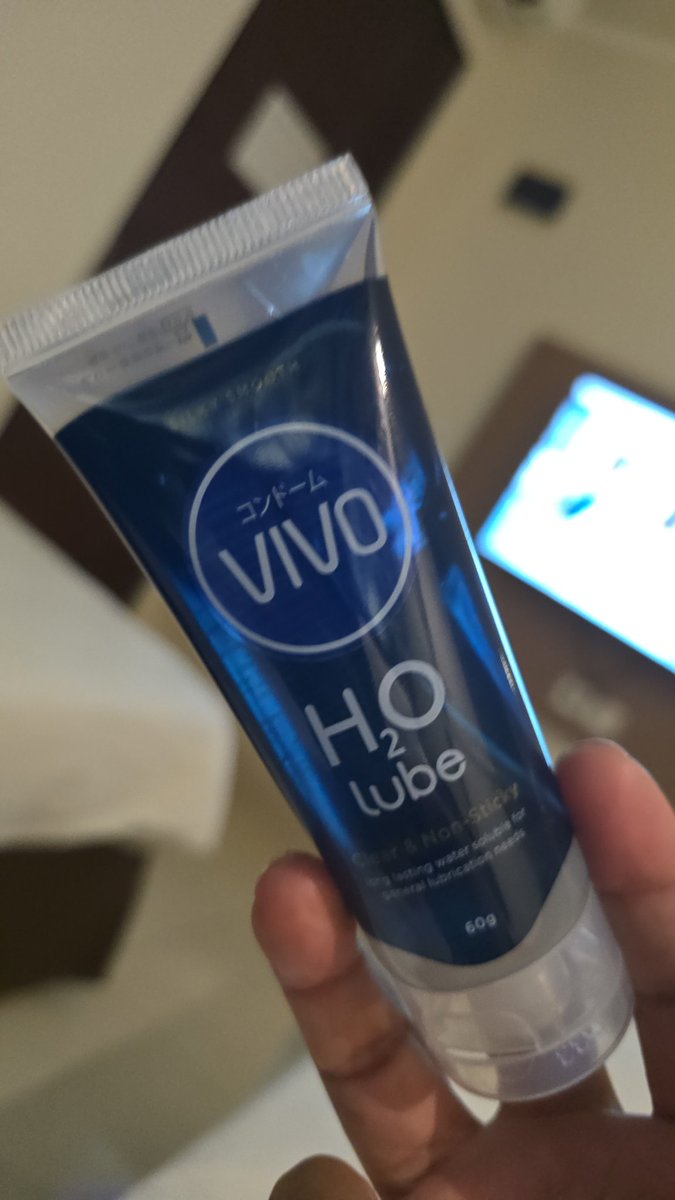 コンドーム
VIVO
H₂O
lube
Clear & Non-Sticky
long lasting water soluble for
general lubrication needs
60g